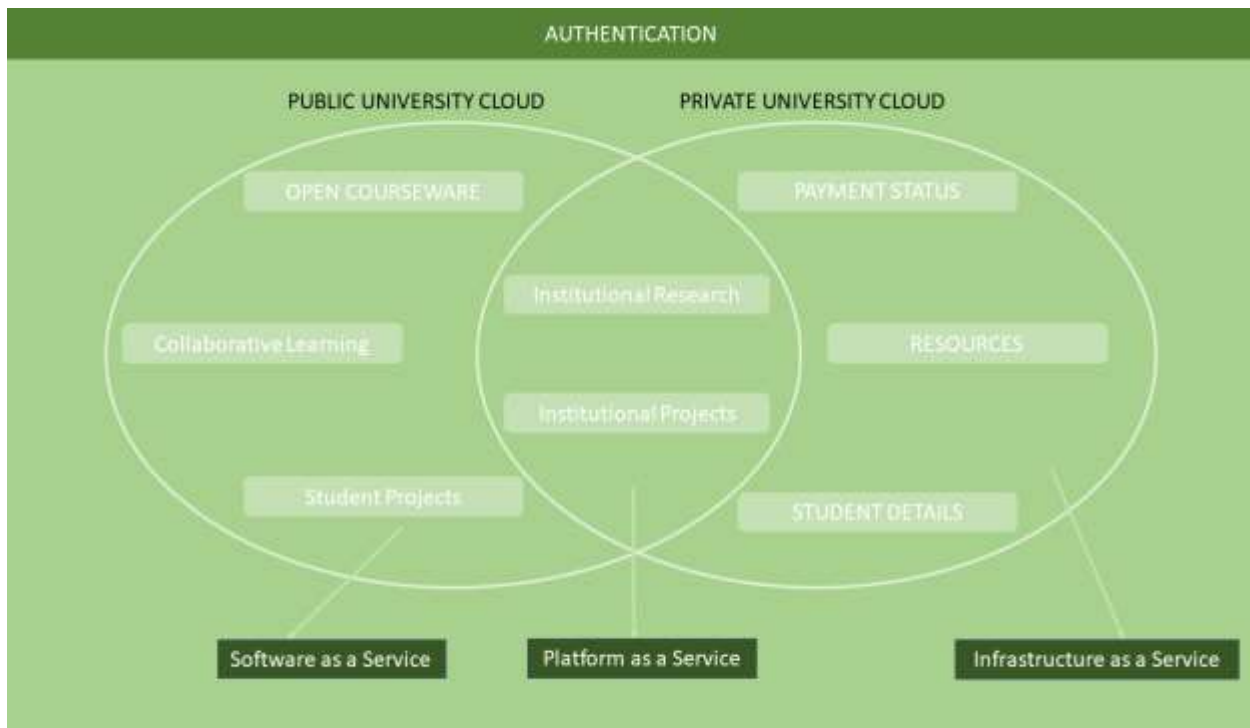 AUTHENTICATION
PUBLIC UNIVERSITY CLOUD
PRIVATE UNIVERSITY CLOUD
OPEN COURSEWARE
PAYMENT STATUS
Institutional Research
Collaborative Learning
RESOURCES
Institutional Projects
Student Projects
STUDENT DETAILS
Software as a Service
Platform as a Service
Infrastructure as a Service